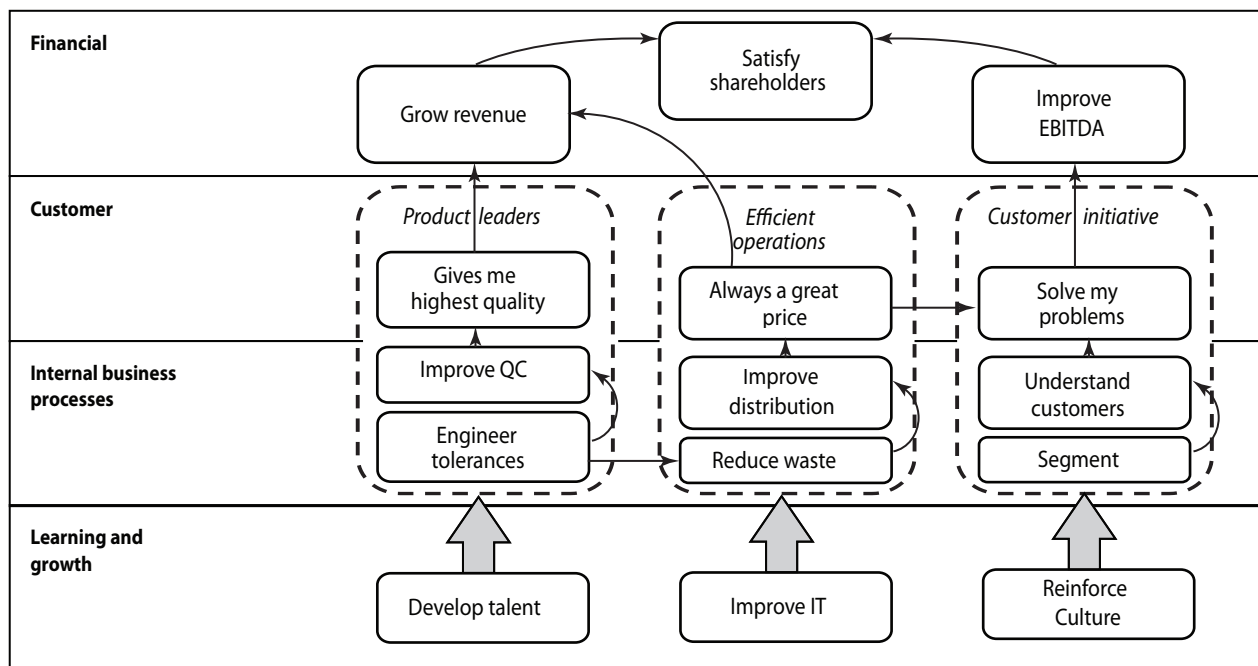 Financial
Satisfy
shareholders
Grow revenue
Improve
EBITDA
Customer
Product leaders
Efficient
operations
Customer initiative
Gives me
highest quality
Always a great
price
Solve my
problems
Internal business
processes
Improve QC
Improve
distribution
Understand
customers
Engineer
tolerances
Reduce waste
Segment
Learning and
growth
Develop talent
Improve IT
Reinforce
Culture